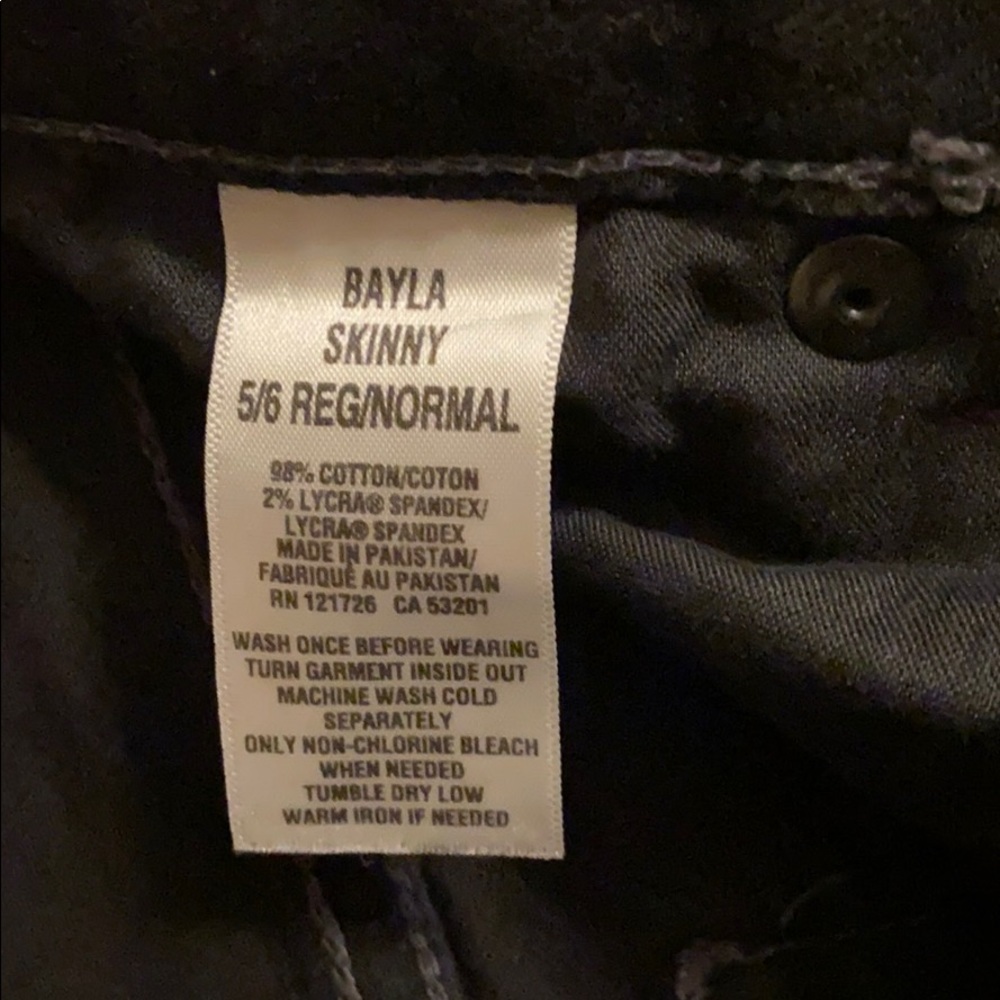 BAYLA
SKINNY
5/6 REG/NORMAL
98% COTTON/COTON
2% LYCRA® SPANDEX/
LYCRA® SPANDEX
MADE IN PAKISTAN/
FABRIQUÉ AU PAKISTAN
RN 121726 CA 53201
WASH ONCE BEFORE WEARING
TURN GARMENT INSIDE OUT
MACHINE WASH COLD
SEPARATELY
ONLY NON-CHLORINE BLEACH
WHEN NEEDED
TUMBLE DRY LOW
WARM IRON IF NEEDED